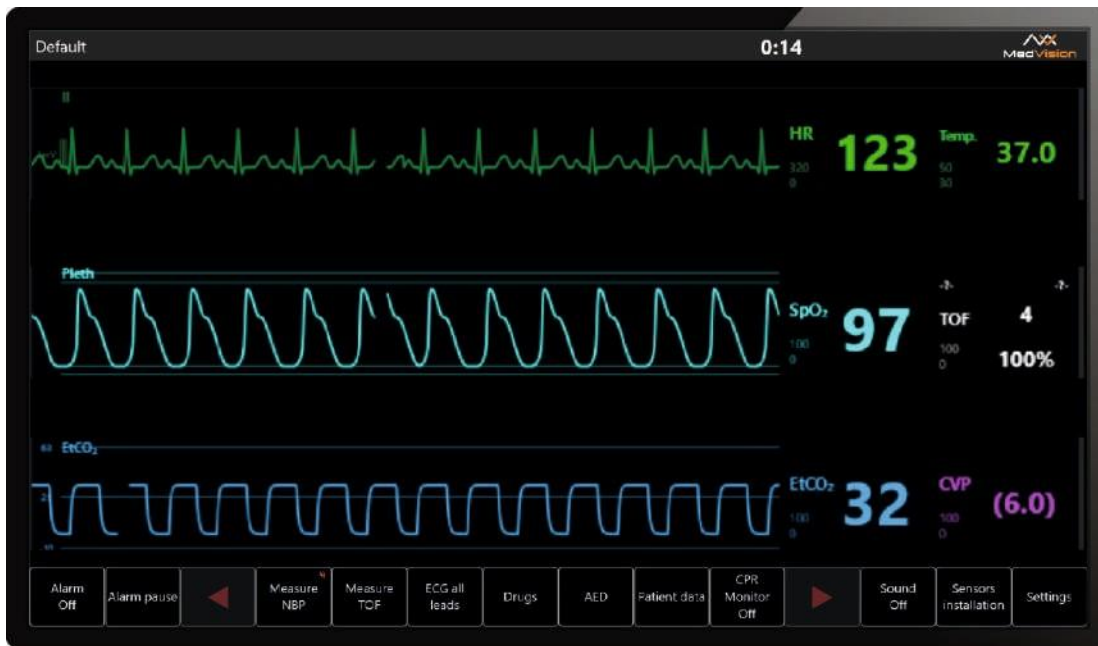 Default
0:14
MedVision
II
HR
123
320
0
Temp.
37.0
50
30
Pleth
SpO₂
97
100
0
-?-
-?-
TOF
4
100
0
100%
EtCO₂
EtCO₂
32
100
0
CVP
(6.0)
100
0
Alarm
Off
Alarm pause
Measure
NBP
Measure
TOF
ECG all
leads
Drugs
AED
Patient data
CPR
Monitor
Off
Sound
Off
Sensors
installation
Settings